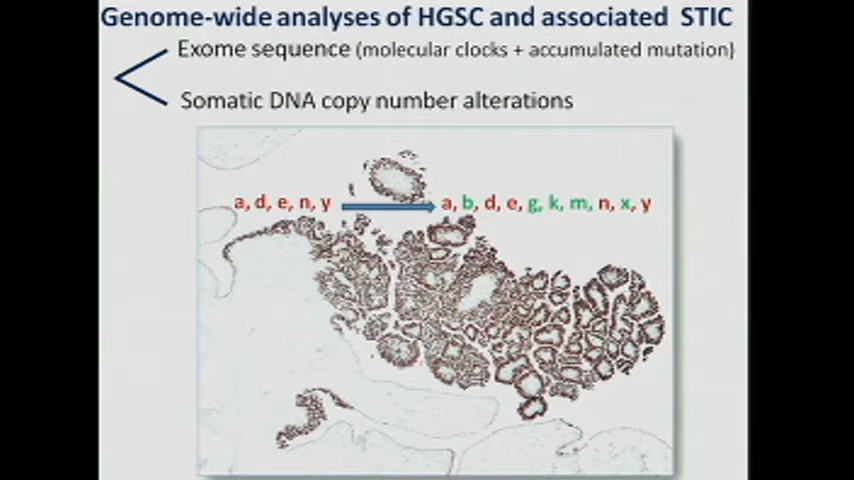 Genome-wide analyses of HGSC and associated STIC
Exome sequence (molecular clocks + accumulated mutation)
Somatic DNA copy number alterations
a, d, e, n, y
a, b, d, e, g, k, m, n, x, y